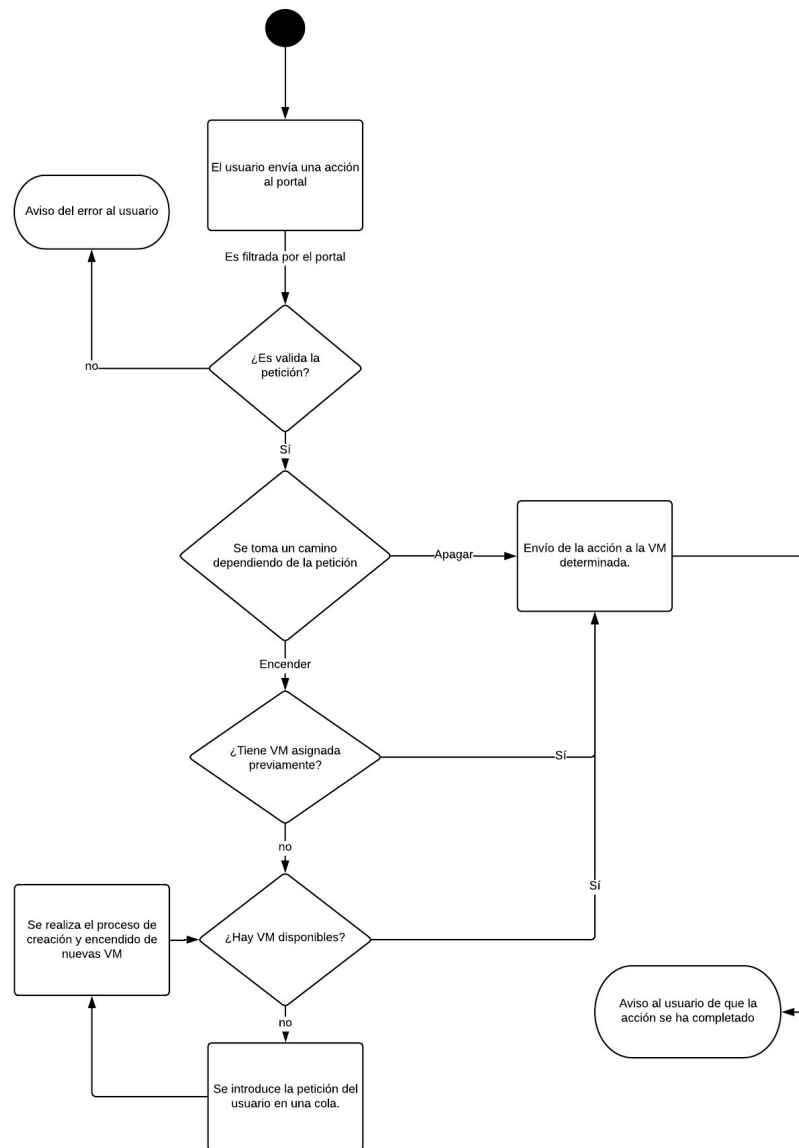 El usuario envía una acción
al portal
Aviso del error al usuario
Es filtrada por el portal
¿Es valida la
petición?
no
Sí
Se toma un camino
dependiendo de la petición
Apagar
Envío de la acción a la VM
determinada.
Encender
¿Tiene VM asignada
previamente?
Sí
no
Sí
Se realiza el proceso de
creación y encendido de
nuevas VM
¿Hay VM disponibles?
Aviso al usuario de que la
acción se ha completado
no
Se introduce la petición del
usuario en una cola.